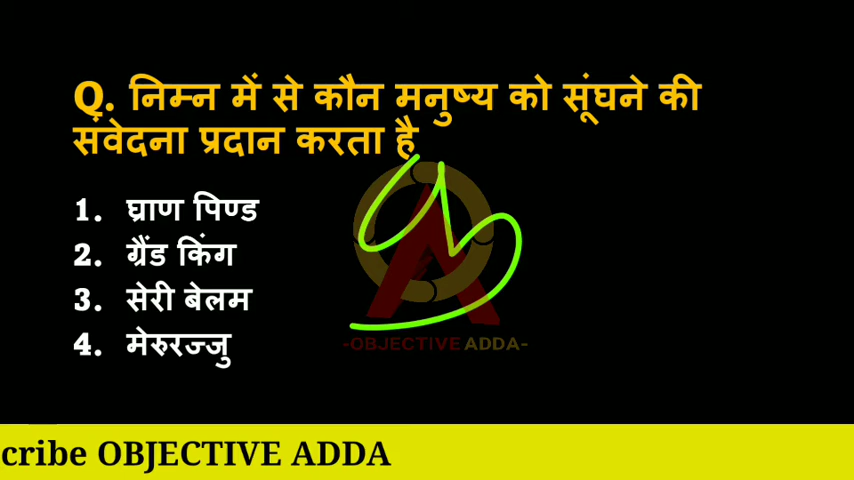 Q. निम्न में से कौन मनुष्य को सूंघने की
संवेदना प्रदान करता है
1. घ्राण पिण्ड
2. ग्रैंड किंग
3. सेरी बेलम
4. मेरुरज्जु
-OBJECTIVE ADDA-
cribe OBJECTIVE ADDA